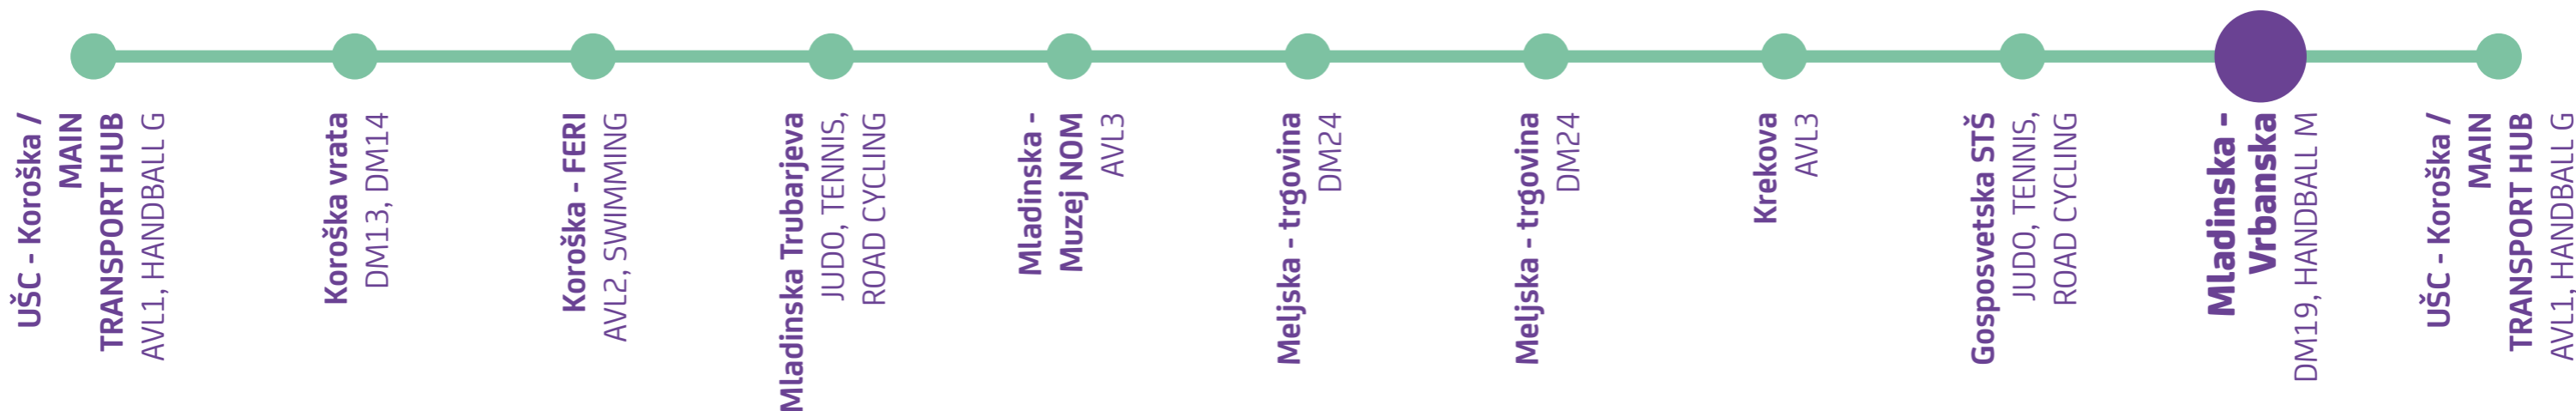 UŠC - Koroška /
MAIN
TRANSPORT HUB
AVL1, HANDBALL G
Koroška vrata
DM13, DM14
Koroška - FERI
AVL2, SWIMMING
Mladinska Trubarjeva
JUDO, TENNIS,
ROAD CYCLING
Mladinska -
Muzej NOM
AVL3
Meljska - trgovina
DM24
Meljska - trgovina
DM24
Krekova
AVL3
Gosposvetska STŠ
JUDO, TENNIS,
ROAD CYCLING
Mladinska -
Vrbanska
DM19, HANDBALL M
UŠC - Koroška /
MAIN
TRANSPORT HUB
AVL1, HANDBALL G